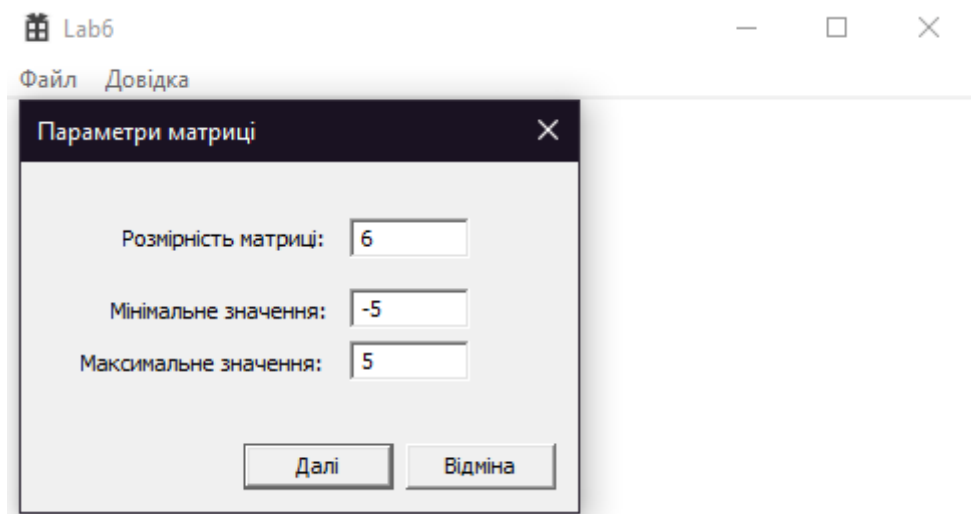 Lab6
Файл Довідка
Параметри матриці
Розмірність матриці: 6
Мінімальне значення: -5
Максимальне значення: 5
Далі Відміна